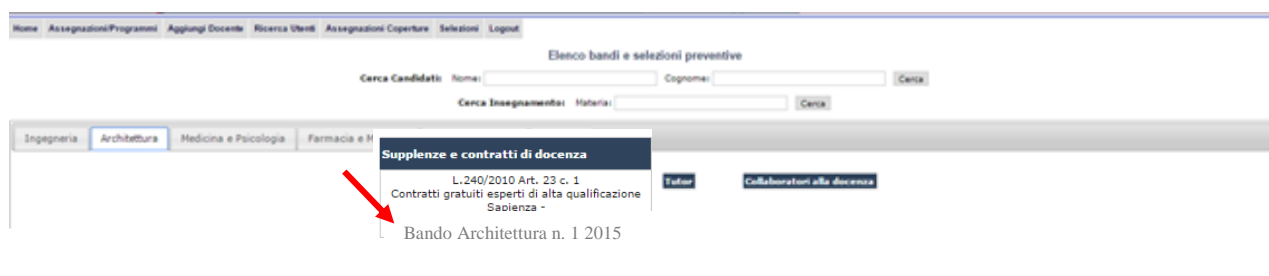 Home Assegnazioni/Programmi Aggiungi Docente Ricerca Utenti Assegnazioni Coperture Selezioni Logout
Elenco bandi e selezioni preventive
Cerca Candidati: Nome: Cognome: Cerca
Cerca Insegnamento: Materia: Cerca
Ingegneria Architettura Medicina e Psicologia Farmacia e M
Supplenze e contratti di docenza
L.240/2010 Art. 23 c. 1
Contratti gratuiti esperti di alta qualificazione
Sapienza -
Tutor Collaboratori alla docenza
Bando Architettura n. 1 2015